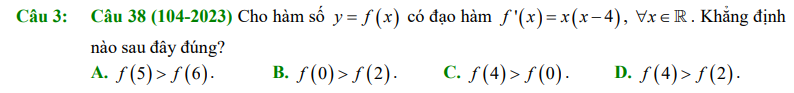 Câu 3: Câu 38 (104-2023) Cho hàm số y = f(x) có đạo hàm f'(x) = x(x−4), ∀x∈ℝ. Khẳng định
nào sau đây đúng?
A. f(5) > f(6). B. f(0) > f(2). C. f(4) > f(0). D. f(4) > f(2).